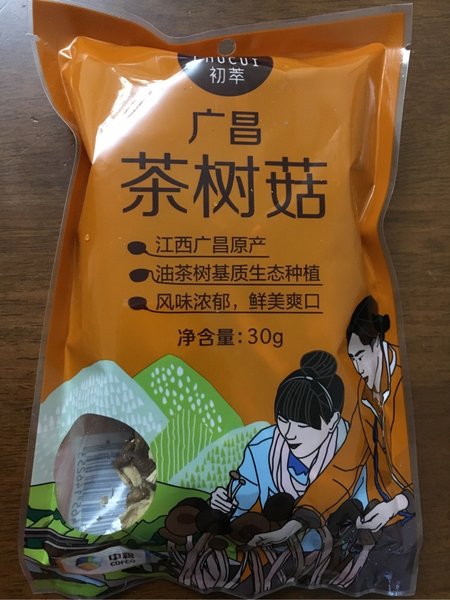 CHUCUI
初萃
广昌
茶树菇
江西广昌原产
油茶树基质生态种植
风味浓郁，鲜美爽口
净含量：30g
中粮
COFCO